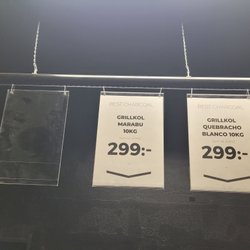 BEST CHARCOAL
GRILLKOL
MARABU
10KG
299:-
BEST CHARCOAL
GRILLKOL
QUEBRACHO
BLANCO 10KG
299:-